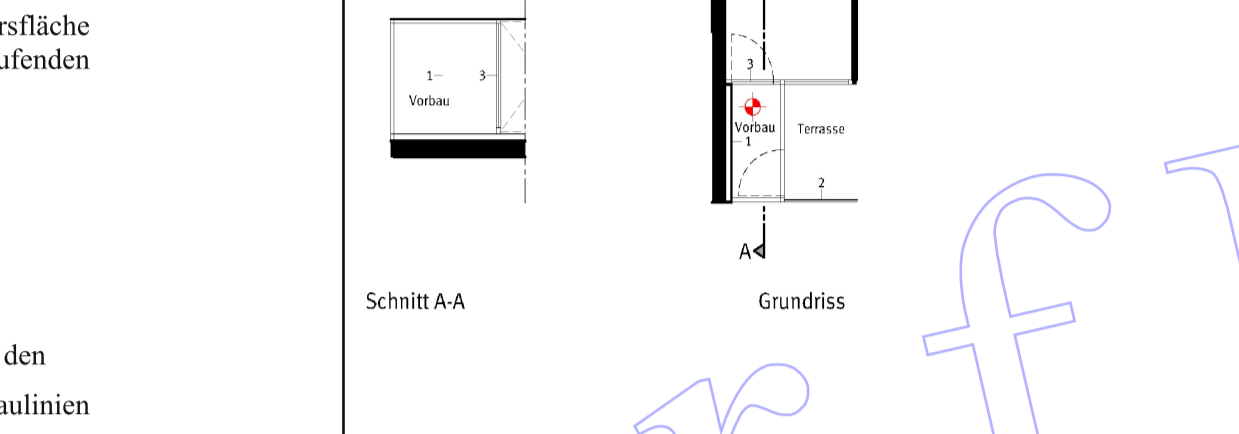 rsfläche
ufenden
den
aulinien
1
3
Vorbau
3
Vorbau
Terrasse
1
2
A
Schnitt A-A
Grundriss
r f